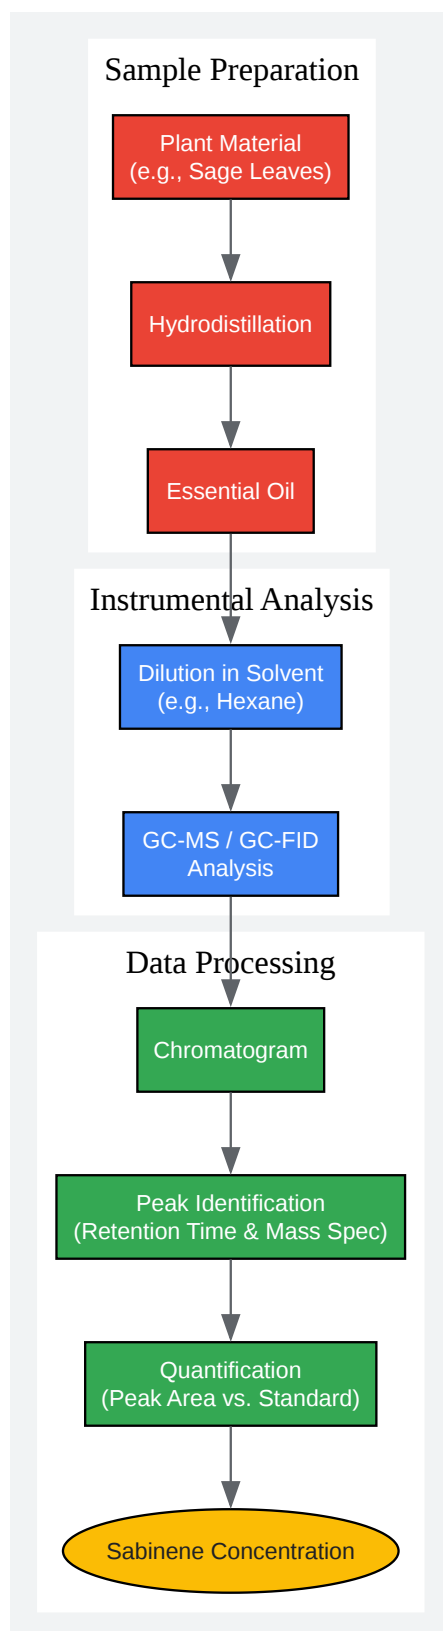 Sample Preparation
Plant Material
(e.g., Sage Leaves)
Hydrodistillation
Essential Oil
Instrumental Analysis
Dilution in Solvent
(e.g., Hexane)
GC-MS / GC-FID
Analysis
Data Processing
Chromatogram
Peak Identification
(Retention Time & Mass Spec)
Quantification
(Peak Area vs. Standard)
Sabinene Concentration